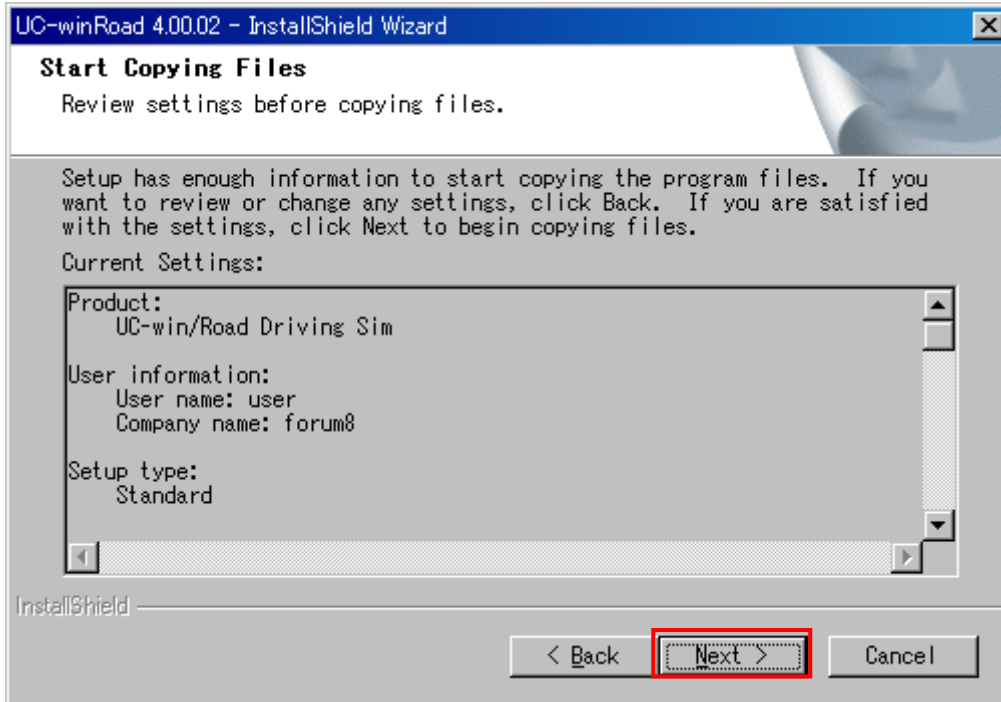 UC-winRoad 4.00.02 - InstallShield Wizard
Start Copying Files
Review settings before copying files.
Setup has enough information to start copying the program files.  If you
want to review or change any settings, click Back.  If you are satisfied
with the settings, click Next to begin copying files.
Current Settings:
Product:
UC-win/Road Driving Sim
User information:
User name: user
Company name: forum8
Setup type:
Standard
InstallShield
< Back
Next >
Cancel